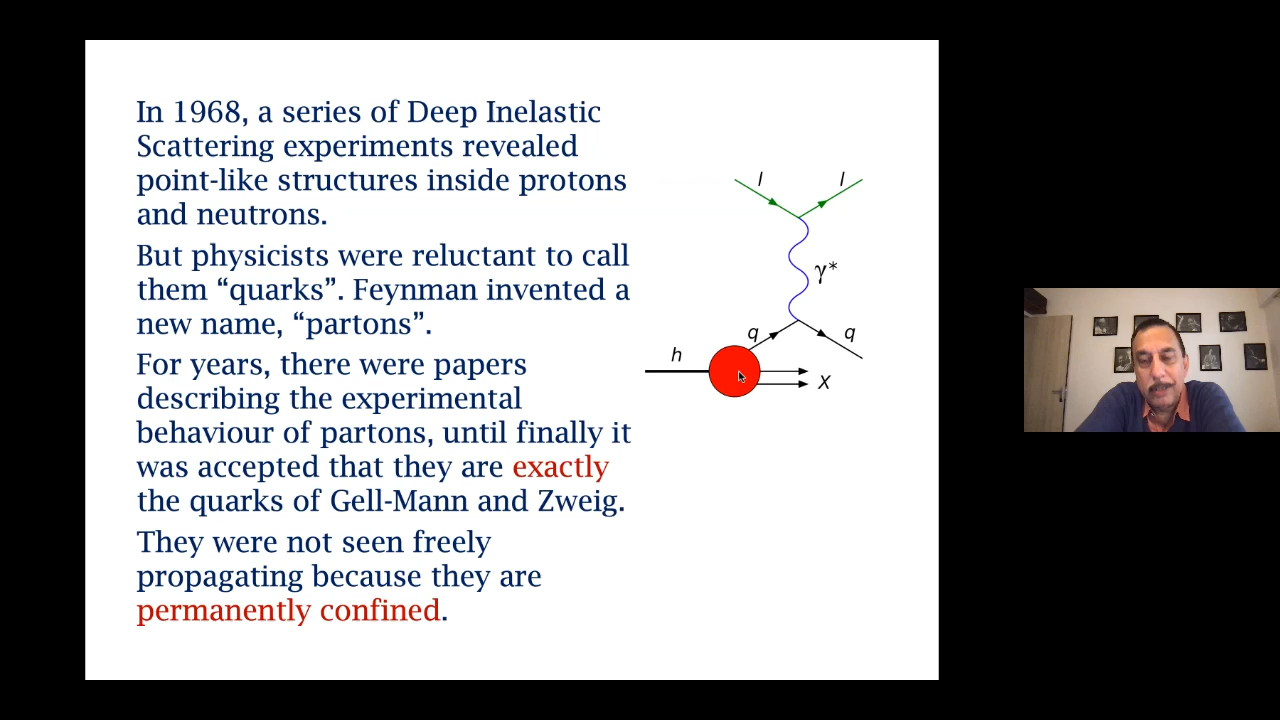 In 1968, a series of Deep Inelastic
Scattering experiments revealed
point-like structures inside protons
and neutrons.
But physicists were reluctant to call
them “quarks”. Feynman invented a
new name, “partons”.
For years, there were papers
describing the experimental
behaviour of partons, until finally it
was accepted that they are exactly
the quarks of Gell-Mann and Zweig.
They were not seen freely
propagating because they are
permanently confined.
l l
γ*
q q
h
X